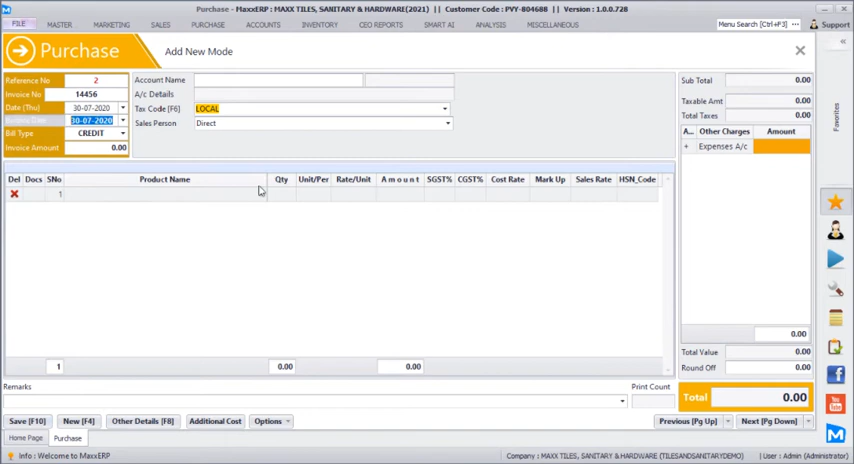 Purchase - MaxxERP : MAXX TILES, SANITARY & HARDWARE(2021) || Customer Code : PVY-804688 || Version : 1.0.0.728
FILE MASTER MARKETING SALES PURCHASE ACCOUNTS INVENTORY CEO REPORTS SMART AI ANALYSIS MISCELLANEOUS Menu Search [Ctrl+F3] Support
Purchase Add New Mode
Reference No 2 Account Name Sub Total 0.00
Invoice No 14456 A/c Details Taxable Amt 0.00
Date (Thu) 30-07-2020 Tax Code [F6] LOCAL Total Taxes 0.00
Invoice Date 30-07-2020 Sales Person Direct
Bill Type CREDIT A... Other Charges Amount
Invoice Amount 0.00 + Expenses A/c
Favorites
Del Docs SNo Product Name Qty Unit/Per Rate/Unit A m o u n t SGST% CGST% Cost Rate Mark Up Sales Rate HSN_Code
1
0.00
Total Value 0.00
1 0.00 0.00 Round Off 0.00
Remarks Print Count
Total 0.00
Save [F10] New [F4] Other Details [F8] Additional Cost Options Previous [Pg Up] Next [Pg Down]
Home Page Purchase
Info : Welcome to MaxxERP Company : MAXX TILES, SANITARY & HARDWARE (TILESANDSANITARYDEMO) User : Admin (Administrator)
You
Tube